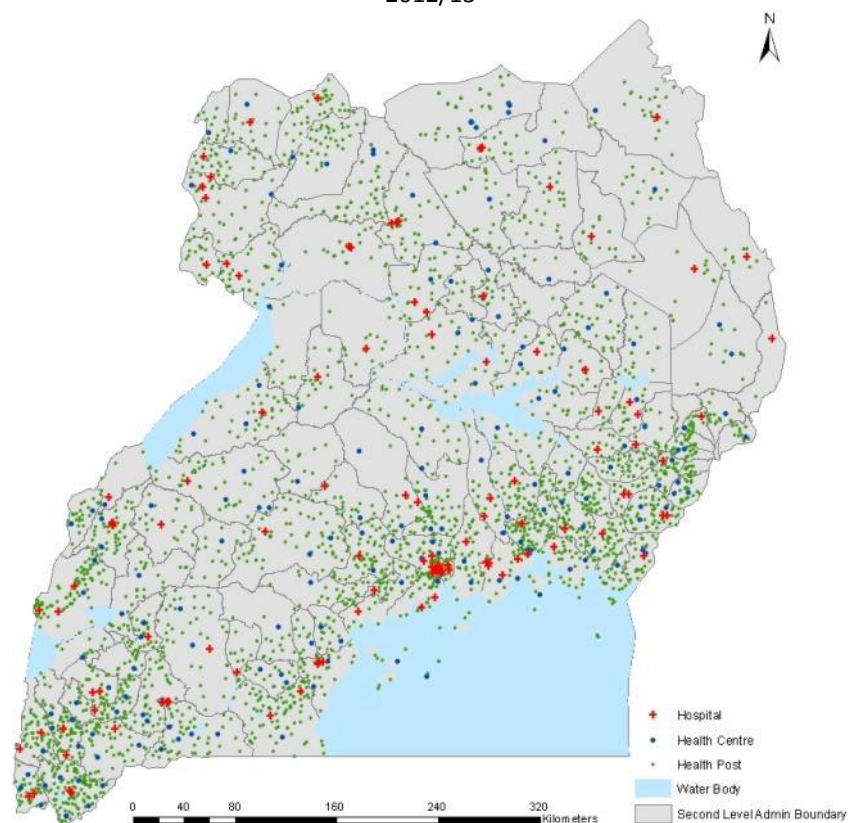 2012/13
N
Hospital
Health Centre
Health Post
Water Body
Second Level Admin Boundary
0 40 80 160 240 320
Kilometers